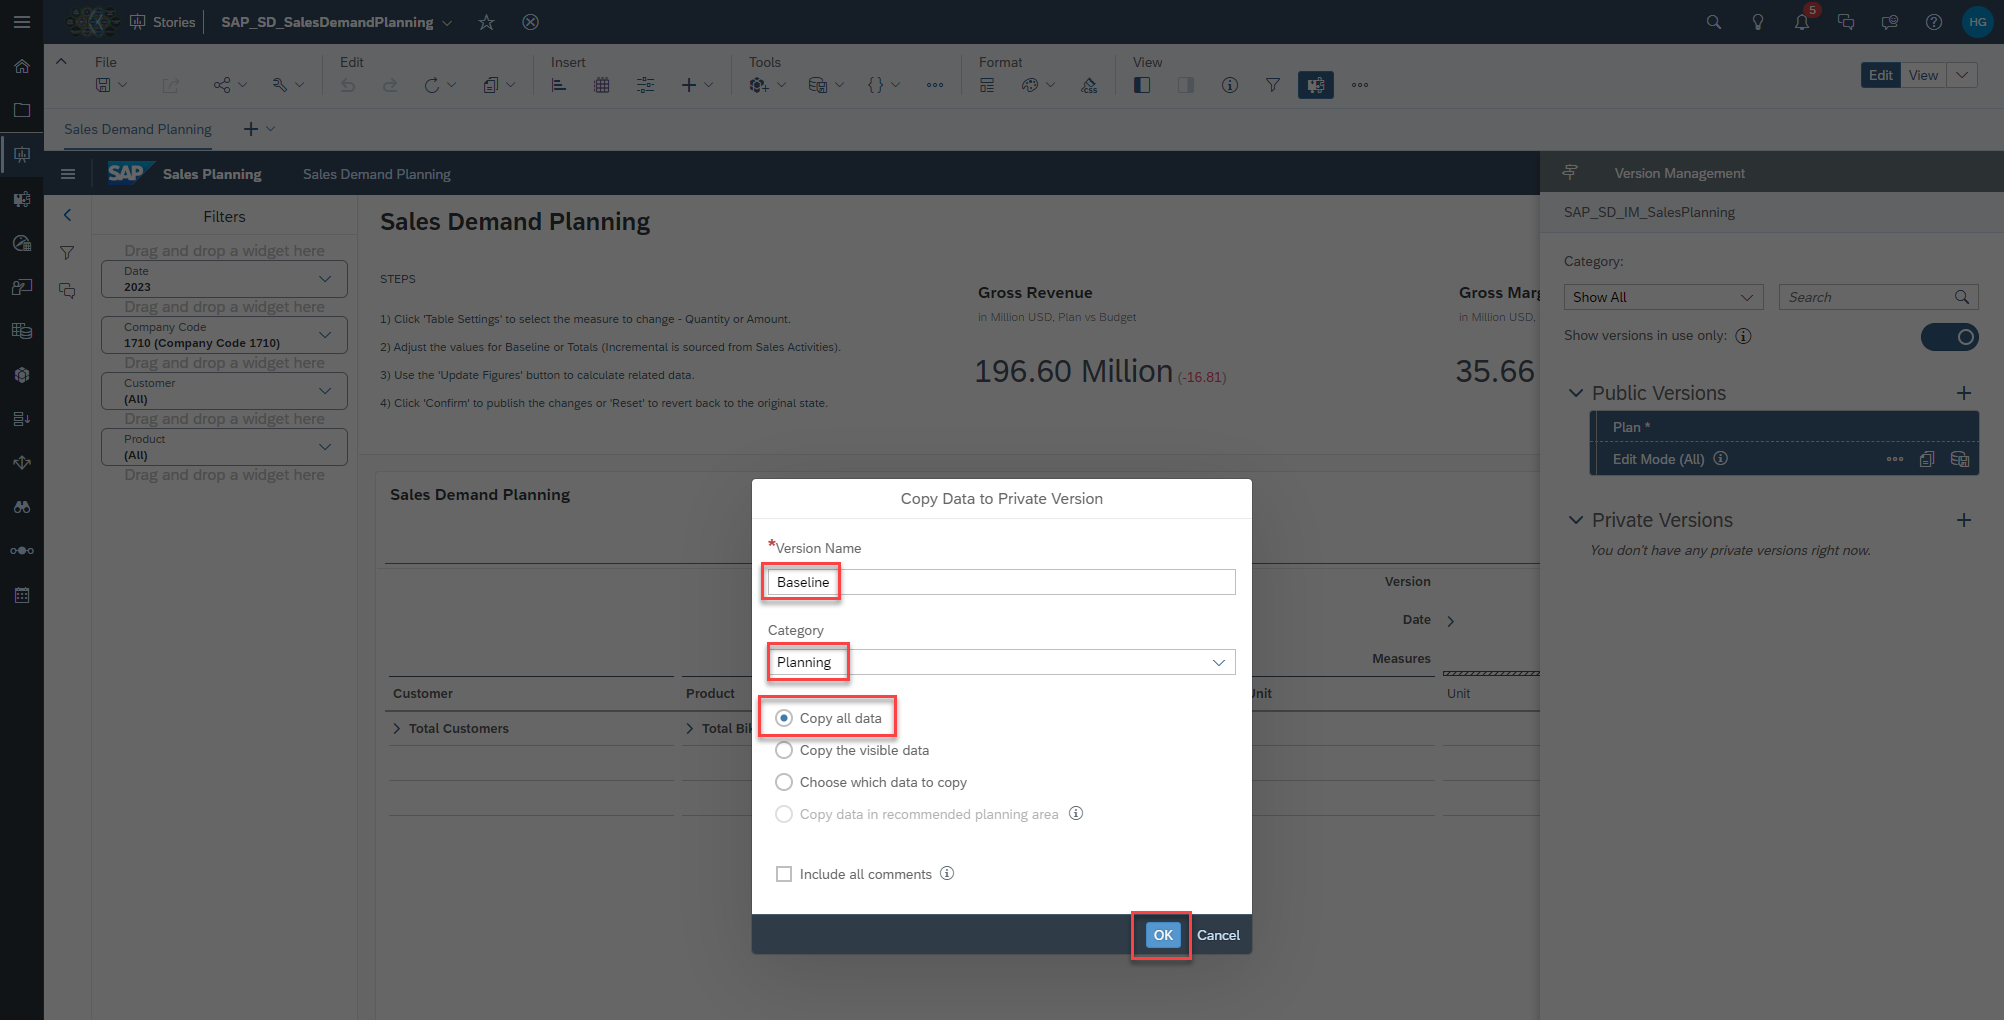 Stories
SAP_SD_SalesDemandPlanning
5
HG
File
Edit
Insert
Tools
Format
View
CSS
Edit
View
Sales Demand Planning
SAP
Sales Planning
Sales Demand Planning
Version Management
Filters
Drag and drop a widget here
Date
2023
Drag and drop a widget here
Company Code
1710 (Company Code 1710)
Drag and drop a widget here
Customer
(All)
Drag and drop a widget here
Product
(All)
Drag and drop a widget here
Sales Demand Planning
STEPS
1) Click 'Table Settings' to select the measure to change - Quantity or Amount.
2) Adjust the values for Baseline or Totals (Incremental is sourced from Sales Activities).
3) Use the 'Update Figures' button to calculate related data.
4) Click 'Confirm' to publish the changes or 'Reset' to revert back to the original state.
Gross Revenue
in Million USD, Plan vs Budget
196.60 Million (-16.81)
Gross Marg
in Million USD,
35.66
SAP_SD_IM_SalesPlanning
Category:
Show All
Search
Show versions in use only:
Public Versions
Plan *
Edit Mode (All)
Private Versions
You don't have any private versions right now.
Sales Demand Planning
Version
Date
Measures
Customer
Product
Unit
Unit
Total Customers
Total Bik
Copy Data to Private Version
*Version Name
Baseline
Category
Planning
Copy all data
Copy the visible data
Choose which data to copy
Copy data in recommended planning area
Include all comments
OK
Cancel